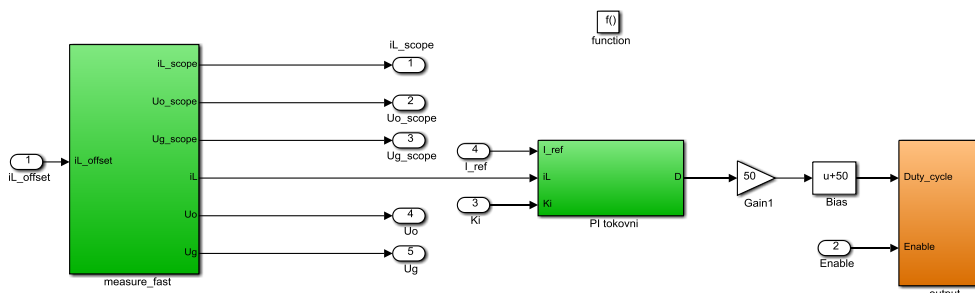 f()
function
iL_scope
1
iL_scope
Uo_scope
2
Uo_scope
Ug_scope
3
Ug_scope
1
iL_offset
iL_offset
iL
Uo
4
Uo
Ug
5
Ug
measure_fast
4
I_ref
3
Ki
I_ref
iL
Ki
D
PI tokovni
50
Gain1
u+50
Bias
Duty_cycle
2
Enable
Enable
output